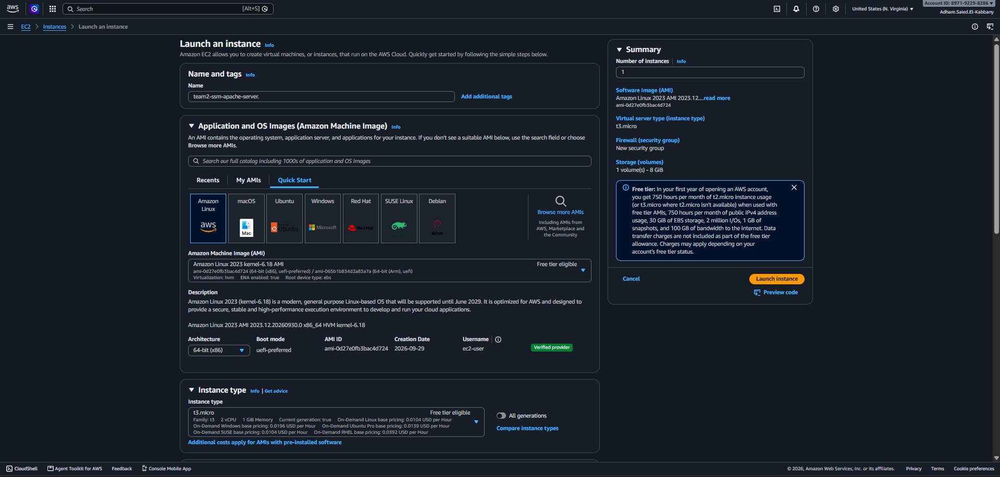 aws
Search
[Alt+S]
United States (N. Virginia)
Account ID: 8971-9229-8286
Adham.Saied.El-Kabbany
EC2
Instances
Launch an instance
Launch an instance Info
Amazon EC2 allows you to create virtual machines, or instances, that run on the AWS Cloud. Quickly get started by following the simple steps below.
Name and tags Info
Name
team2-ssm-apache-server.
Add additional tags
Application and OS Images (Amazon Machine Image) Info
An AMI contains the operating system, application server, and applications for your instance. If you don't see a suitable AMI below, use the search field or choose
Browse more AMIs.
Search our full catalog including 1000s of application and OS images
Recents
My AMIs
Quick Start
Amazon
Linux
aws
macOS
Mac
Ubuntu
Ubuntu
Windows
Microsoft
Red Hat
Red Hat
SUSE Linux
Debian
debian
Browse more AMIs
Including AMIs from
AWS, Marketplace and
the Community
Amazon Machine Image (AMI)
Amazon Linux 2023 kernel-6.18 AMI
Free tier eligible
ami-0d27e0fb3bac4d724 (64-bit (x86), uefi-preferred) / ami-065b1b834d2a83a7a (64-bit (Arm), uefi)
Virtualization: hvm ENA enabled: true Root device type: ebs
Description
Amazon Linux 2023 (kernel-6.18) is a modern, general purpose Linux-based OS that will be supported until June 2029. It is optimized for AWS and designed to
provide a secure, stable and high-performance execution environment to develop and run your cloud applications.
Amazon Linux 2023 AMI 2023.12.20260930.0 x86_64 HVM kernel-6.18
Architecture
64-bit (x86)
Boot mode
uefi-preferred
AMI ID
ami-0d27e0fb3bac4d724
Creation Date
2026-09-29
Username
ec2-user
Verified provider
Instance type Info | Get advice
Instance type
t3.micro
Free tier eligible
Family: t3 2 vCPU 1 GiB Memory Current generation: true On-Demand Linux base pricing: 0.0104 USD per Hour
On-Demand Windows base pricing: 0.0196 USD per Hour On-Demand Ubuntu Pro base pricing: 0.0139 USD per Hour
On-Demand SUSE base pricing: 0.0104 USD per Hour On-Demand RHEL base pricing: 0.0392 USD per Hour
All generations
Compare instance types
Additional costs apply for AMIs with pre-installed software
Summary
Number of instances Info
1
Software Image (AMI)
Amazon Linux 2023 AMI 2023.12....read more
ami-0d27e0fb3bac4d724
Virtual server type (instance type)
t3.micro
Firewall (security group)
New security group
Storage (volumes)
1 volume(s) - 8 GiB
Free tier: In your first year of opening an AWS account,
you get 750 hours per month of t2.micro instance usage
(or t3.micro where t2.micro isn't available) when used with
free tier AMIs, 750 hours per month of public IPv4 address
usage, 30 GiB of EBS storage, 2 million I/Os, 1 GB of
snapshots, and 100 GB of bandwidth to the internet. Data
transfer charges are not included as part of the free tier
allowance. Charges may apply depending on your
account's free tier status.
Cancel
Launch instance
Preview code
CloudShell
Agent Toolkit for AWS
Feedback
Console Mobile App
© 2026, Amazon Web Services, Inc. or its affiliates.
Privacy
Terms
Cookie preferences